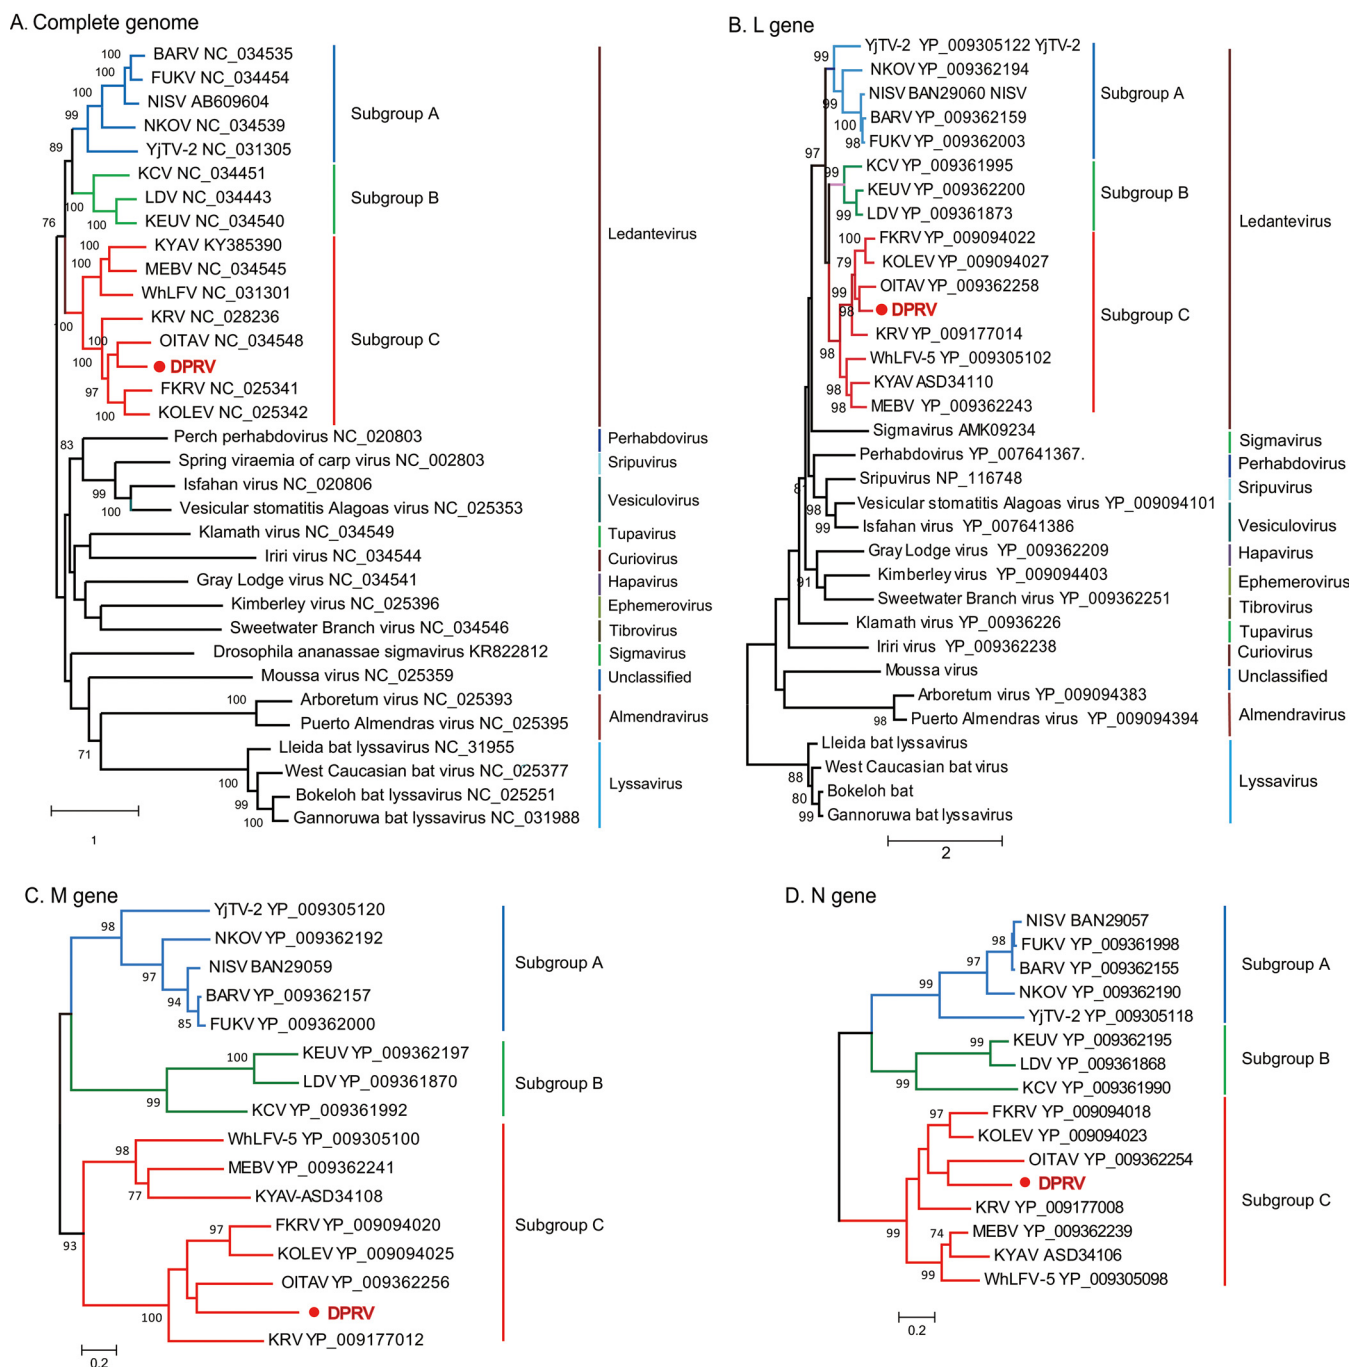 A. Complete genome
100
BARV NC_034535
100
FUKV NC_034454
100
NISV AB609604
99
NKOV NC_034539
89
YjTV-2 NC_031305
Subgroup A
KCV NC_034451
100
LDV NC_034443
100
KEUV NC_034540
Subgroup B
76
100
KYAV KY385390
100
MEBV NC_034545
WhLFV NC_031301
100
KRV NC_028236
100
OITAV NC_034548
100
DPRV
97
FKRV NC_025341
100
KOLEV NC_025342
Subgroup C
Ledantevirus
83
Perch perhabdovirus NC_020803
Perhabdovirus
Spring viraemia of carp virus NC_002803
Sripuvirus
99
Isfahan virus NC_020806
100
Vesicular stomatitis Alagoas virus NC_025353
Vesiculovirus
Klamath virus NC_034549
Tupavirus
Iriri virus NC_034544
Curiovirus
Gray Lodge virus NC_034541
Hapavirus
Kimberley virus NC_025396
Ephemerovirus
Sweetwater Branch virus NC_034546
Tibrovirus
Drosophila ananassae sigmavirus KR822812
Sigmavirus
Moussa virus NC_025359
Unclassified
100
Arboretum virus NC_025393
Puerto Almendras virus NC_025395
Almendravirus
71
Lleida bat lyssavirus NC_31955
100
West Caucasian bat virus NC_025377
99
Bokeloh bat lyssavirus NC_025251
100
Gannoruwa bat lyssavirus NC_031988
Lyssavirus
1
B. L gene
99
YjTV-2 YP_009305122 YjTV-2
NKOV YP_009362194
99
NISV BAN29060 NISV
100
BARV YP_009362159
98
FUKV YP_009362003
Subgroup A
97
99
KCV YP_009361995
KEUV YP_009362200
99
LDV YP_009361873
Subgroup B
100
FKRV YP_009094022
79
KOLEV YP_009094027
99
OITAV YP_009362258
98
DPRV
KRV YP_009177014
98
WhLFV-5 YP_009305102
98
KYAV ASD34110
98
MEBV YP_009362243
Subgroup C
Ledantevirus
Sigmavirus AMK09234
Sigmavirus
Perhabdovirus YP_007641367.
Perhabdovirus
Sripuvirus NP_116748
Sripuvirus
98
Vesicular stomatitis Alagoas virus YP_009094101
99
Isfahan virus YP_007641386
Vesiculovirus
Gray Lodge virus YP_009362209
Hapavirus
91
Kimberley virus YP_009094403
Ephemerovirus
Sweetwater Branch virus YP_009362251
Tibrovirus
Klamath virus YP_00936226
Tupavirus
Iriri virus YP_009362238
Curiovirus
Moussa virus
Unclassified
Arboretum virus YP_009094383
98
Puerto Almendras virus YP_009094394
Almendravirus
Lleida bat lyssavirus
88
West Caucasian bat virus
80
Bokeloh bat
99
Gannoruwa bat lyssavirus
Lyssavirus
2
C. M gene
98
YjTV-2 YP_009305120
NKOV YP_009362192
97
NISV BAN29059
94
BARV YP_009362157
85
FUKV YP_009362000
Subgroup A
100
KEUV YP_009362197
LDV YP_009361870
99
KCV YP_009361992
Subgroup B
98
WhLFV-5 YP_009305100
MEBV YP_009362241
77
KYAV-ASD34108
93
97
FKRV YP_009094020
KOLEV YP_009094025
OITAV YP_009362256
100
DPRV
KRV YP_009177012
Subgroup C
0.2
D. N gene
NISV BAN29057
98
FUKV YP_009361998
97
BARV YP_009362155
99
NKOV YP_009362190
YjTV-2 YP_009305118
Subgroup A
99
KEUV YP_009362195
LDV YP_009361868
99
KCV YP_009361990
Subgroup B
97
FKRV YP_009094018
KOLEV YP_009094023
OITAV YP_009362254
DPRV
KRV YP_009177008
99
74
MEBV YP_009362239
KYAV ASD34106
99
WhLFV-5 YP_009305098
Subgroup C
0.2